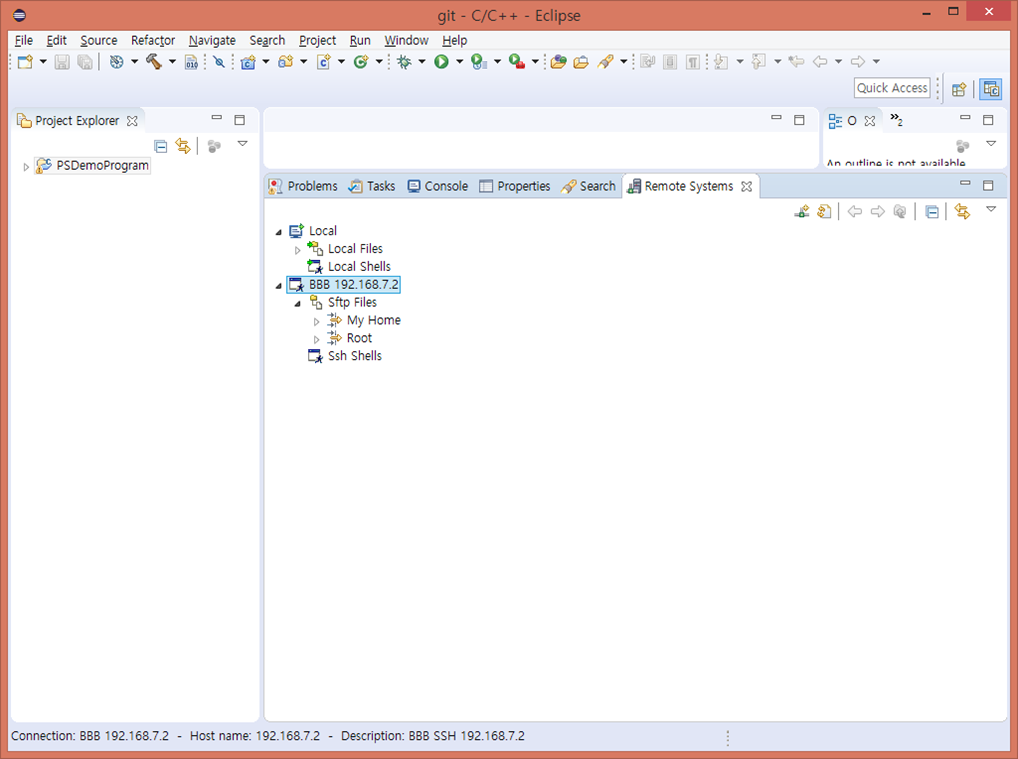 git - C/C++ - Eclipse
File Edit Source Refactor Navigate Search Project Run Window Help
010
Quick Access
Project Explorer
O
2
PSDemoProgram
An outline is not available.
Problems Tasks Console Properties Search Remote Systems
Local
Local Files
Local Shells
BBB 192.168.7.2
Sftp Files
My Home
Root
Ssh Shells
Connection: BBB 192.168.7.2 - Host name: 192.168.7.2 - Description: BBB SSH 192.168.7.2